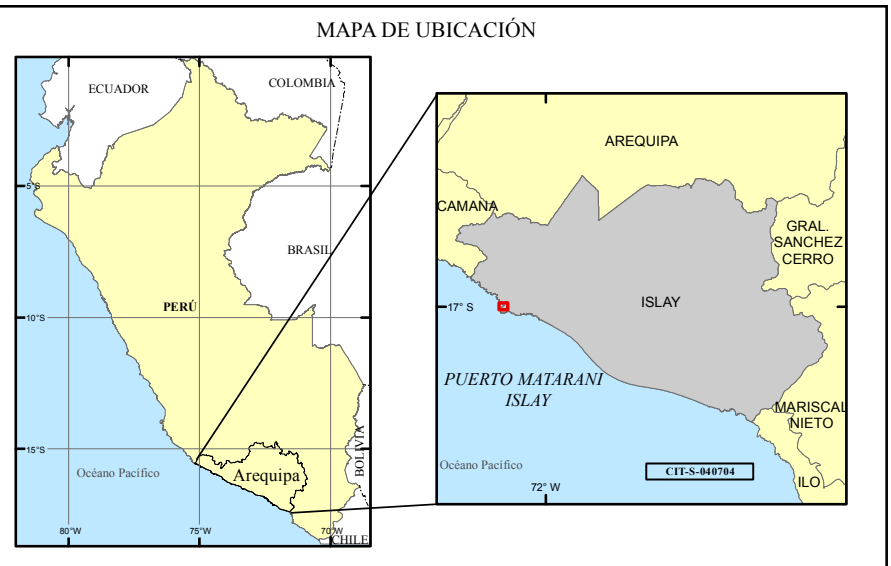 MAPA DE UBICACIÓN
ECUADOR
COLOMBIA
5°S
BRASIL
PERÚ
10°S
15°S
Océano Pacífico
Arequipa
BOLIVIA
80°W
75°W
70°W
CHILE
AREQUIPA
CAMANA
GRAL.
SANCHEZ
CERRO
17° S
ISLAY
PUERTO MATARANI
ISLAY
MARISCAL
NIETO
Océano Pacífico
CIT-S-040704
ILO
72° W